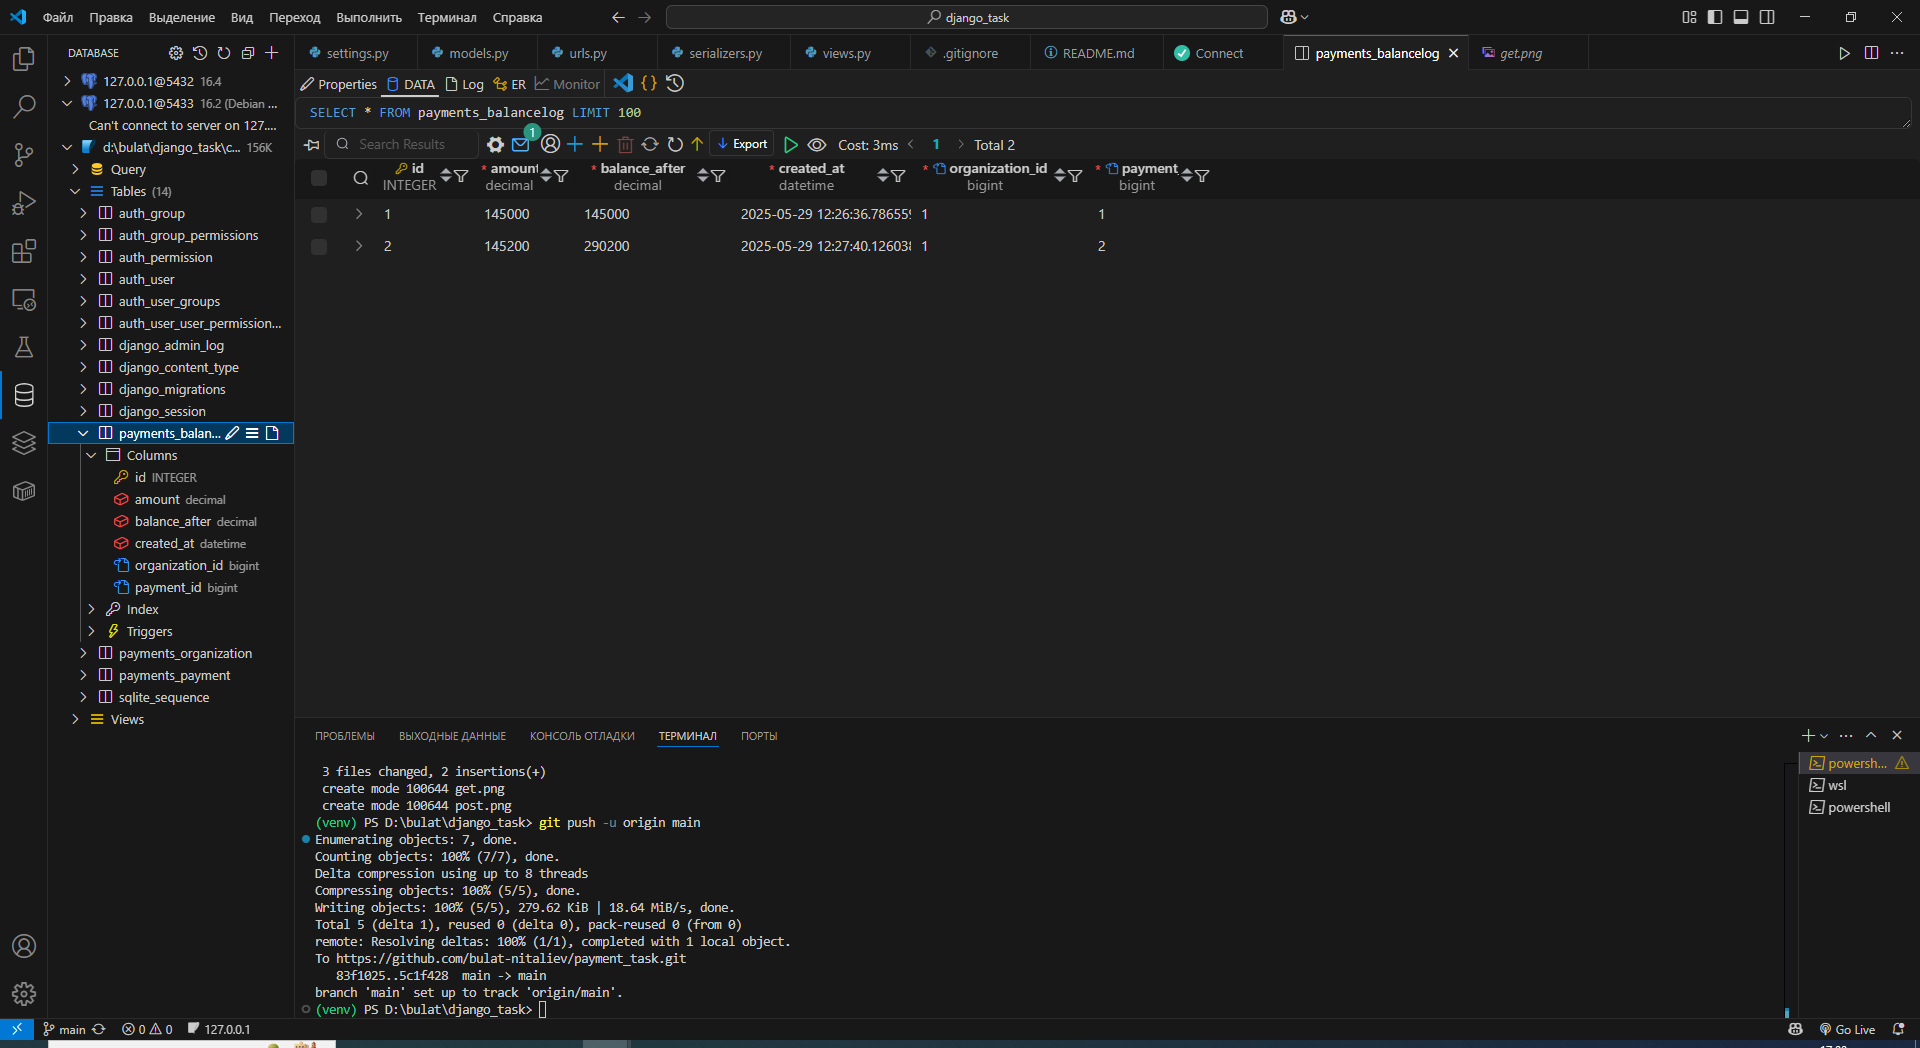 Файл Правка Выделение Вид Переход Выполнить Терминал Справка django_task
DATABASE
settings.py models.py urls.py serializers.py views.py .gitignore README.md Connect payments_balancelog get.png
127.0.0.1@5432 16.4
127.0.0.1@5433 16.2 (Debian ...
Can't connect to server on 127....
d:\bulat\django_task\c... 156K
Query
Tables (14)
auth_group
auth_group_permissions
auth_permission
auth_user
auth_user_groups
auth_user_user_permission...
django_admin_log
django_content_type
django_migrations
django_session
payments_balan...
Columns
id INTEGER
amount decimal
balance_after decimal
created_at datetime
organization_id bigint
payment_id bigint
Index
Triggers
payments_organization
payments_payment
sqlite_sequence
Views
Properties DATA Log ER Monitor
SELECT * FROM payments_balancelog LIMIT 100
Search Results 1 Export Cost: 3ms 1 Total 2
id * amount * balance_after * created_at * organization_id * payment
INTEGER decimal decimal datetime bigint bigint
1 145000 145000 2025-05-29 12:26:36.786559 1 1
2 145200 290200 2025-05-29 12:27:40.126038 1 2
ПРОБЛЕМЫ ВЫХОДНЫЕ ДАННЫЕ КОНСОЛЬ ОТЛАДКИ ТЕРМИНАЛ ПОРТЫ
3 files changed, 2 insertions(+)
create mode 100644 get.png
create mode 100644 post.png
(venv) PS D:\bulat\django_task> git push -u origin main
Enumerating objects: 7, done.
Counting objects: 100% (7/7), done.
Delta compression using up to 8 threads
Compressing objects: 100% (5/5), done.
Writing objects: 100% (5/5), 279.62 KiB | 18.64 MiB/s, done.
Total 5 (delta 1), reused 0 (delta 0), pack-reused 0 (from 0)
remote: Resolving deltas: 100% (1/1), completed with 1 local object.
To https://github.com/bulat-nitaliev/payment_task.git
83f1025..5c1f428 main -> main
branch 'main' set up to track 'origin/main'.
(venv) PS D:\bulat\django_task>
powersh...
wsl
powershell
main 0 0 127.0.0.1 Go Live